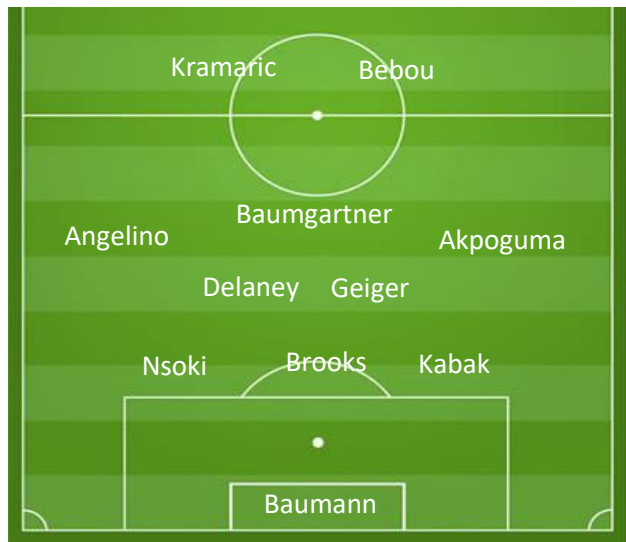 Kramaric Bebou
Baumgartner
Angelino Akpoguma
Delaney Geiger
Nsoki Brooks Kabak
Baumann